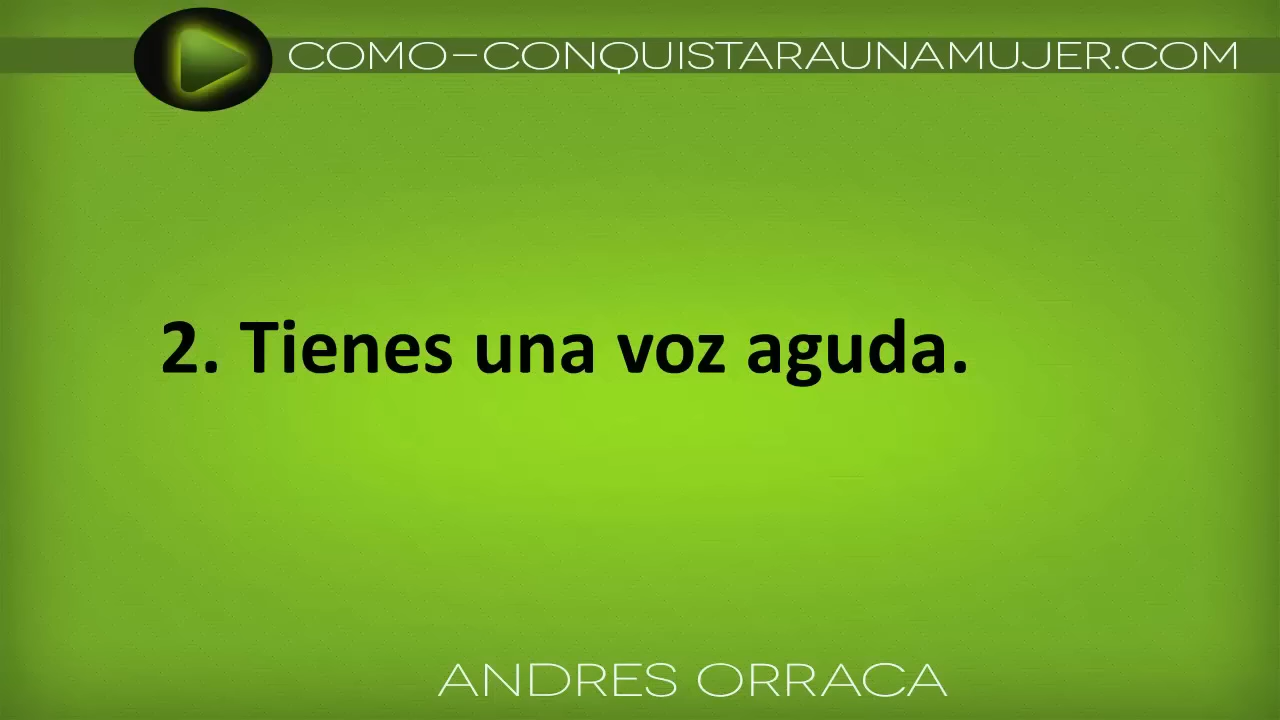 COMO-CONQUISTARAUNAMUJER.COM
2. Tienes una voz aguda.
ANDRES ORRACA